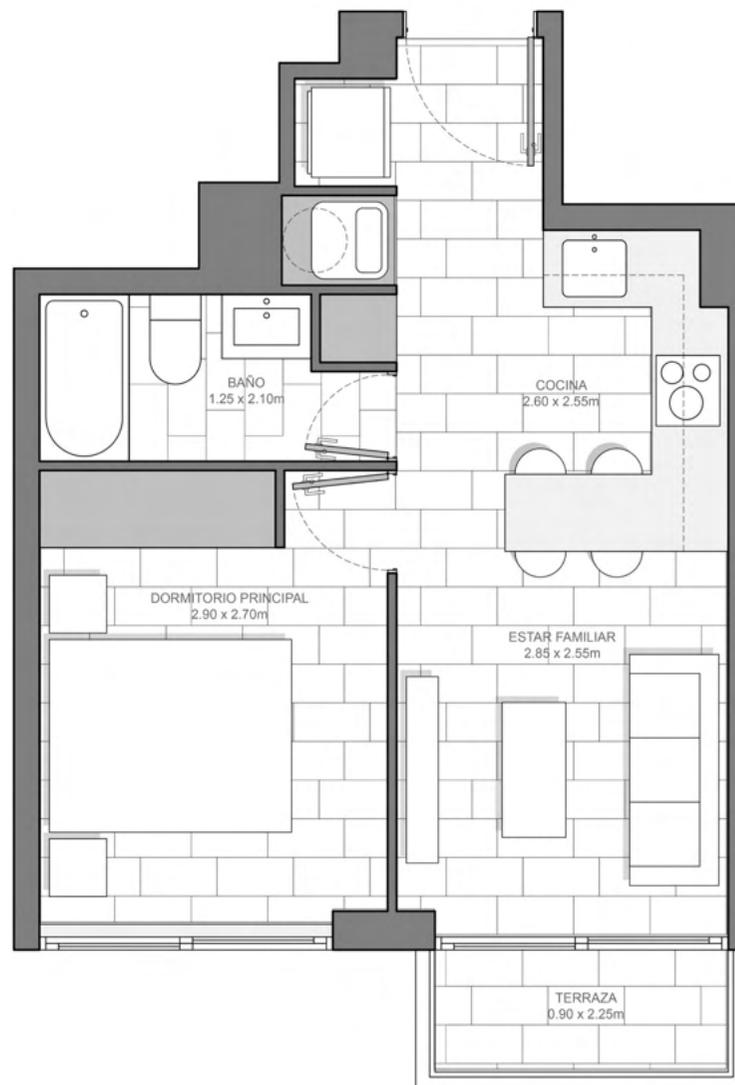 BAÑO
1.25 x 2.10m
COCINA
2.60 x 2.55m
DORMITORIO PRINCIPAL
2.90 x 2.70m
ESTAR FAMILIAR
2.85 x 2.55m
TERRAZA
0.90 x 2.25m